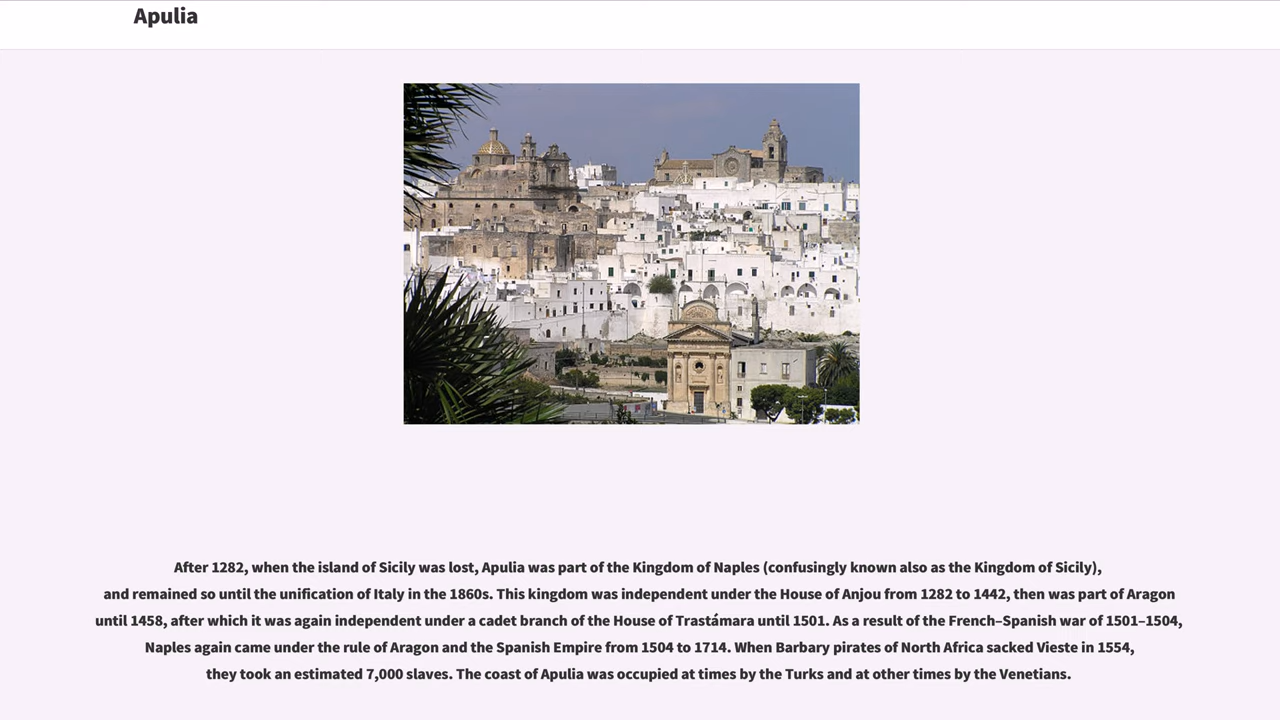 Apulia
After 1282, when the island of Sicily was lost, Apulia was part of the Kingdom of Naples (confusingly known also as the Kingdom of Sicily),
and remained so until the unification of Italy in the 1860s. This kingdom was independent under the House of Anjou from 1282 to 1442, then was part of Aragon
until 1458, after which it was again independent under a cadet branch of the House of Trastámara until 1501. As a result of the French–Spanish war of 1501–1504,
Naples again came under the rule of Aragon and the Spanish Empire from 1504 to 1714. When Barbary pirates of North Africa sacked Vieste in 1554,
they took an estimated 7,000 slaves. The coast of Apulia was occupied at times by the Turks and at other times by the Venetians.